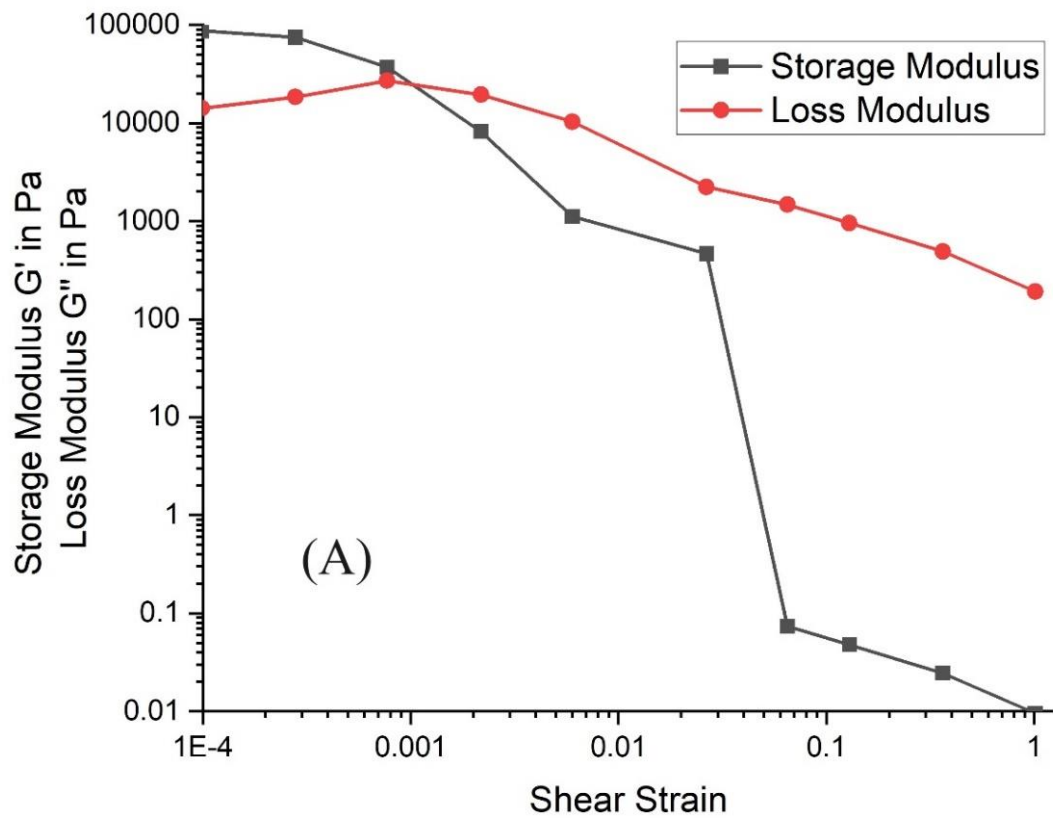 100000
10000
1000
100
10
1
0.1
0.01
Storage Modulus G' in Pa
Loss Modulus G" in Pa
Storage Modulus
Loss Modulus
(A)
1E-4 0.001 0.01 0.1 1
Shear Strain